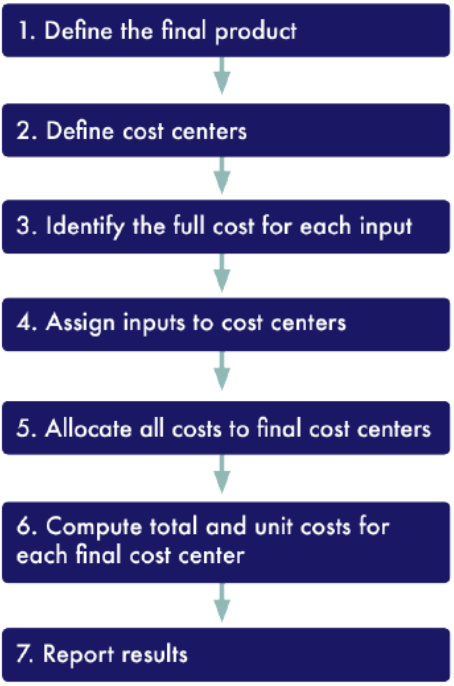 1. Define the final product
2. Define cost centers
3. Identify the full cost for each input
4. Assign inputs to cost centers
5. Allocate all costs to final cost centers
6. Compute total and unit costs for
each final cost center
7. Report results